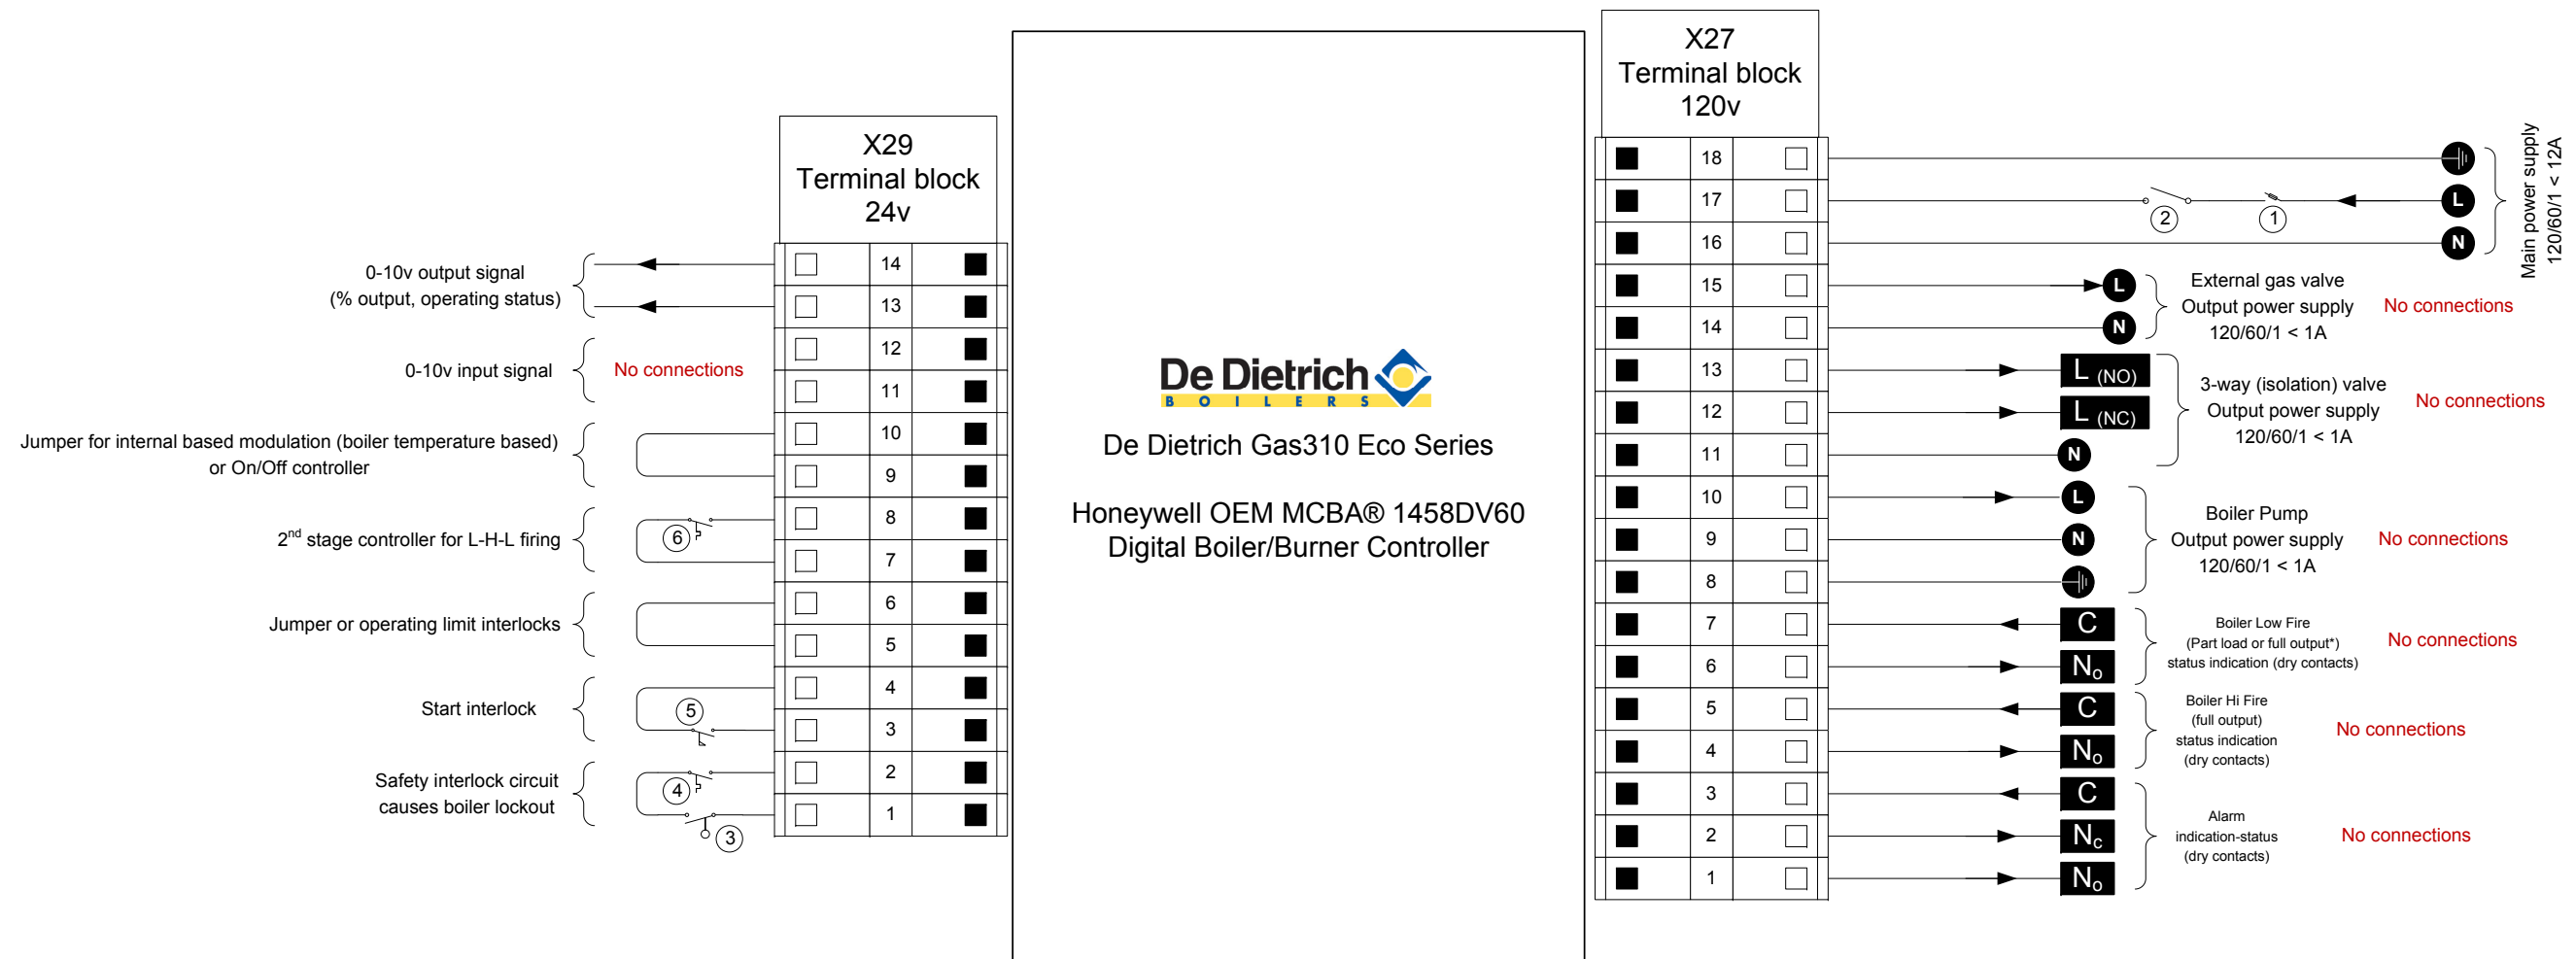 X29
Terminal block
24v
14
13
12
11
10
9
8
7
6
5
4
3
2
1
0-10v output signal
(% output, operating status)
0-10v input signal
No connections
Jumper for internal based modulation (boiler temperature based)
or On/Off controller
2nd stage controller for L-H-L firing
6
Jumper or operating limit interlocks
Start interlock
5
Safety interlock circuit
causes boiler lockout
4
3
De Dietrich
BOILERS
De Dietrich Gas310 Eco Series
Honeywell OEM MCBA® 1458DV60
Digital Boiler/Burner Controller
X27
Terminal block
120v
18
17
16
15
14
13
12
11
10
9
8
7
6
5
4
3
2
1
2
1
L
N
Main power supply
120/60/1 < 12A
L
N
External gas valve
Output power supply
120/60/1 < 1A
No connections
L (NO)
L (NC)
N
3-way (isolation) valve
Output power supply
120/60/1 < 1A
No connections
L
N
Boiler Pump
Output power supply
120/60/1 < 1A
No connections
C
No
Boiler Low Fire
(Part load or full output*)
status indication (dry contacts)
No connections
C
No
Boiler Hi Fire
(full output)
status indication
(dry contacts)
No connections
C
Nc
No
Alarm
indication-status
(dry contacts)
No connections